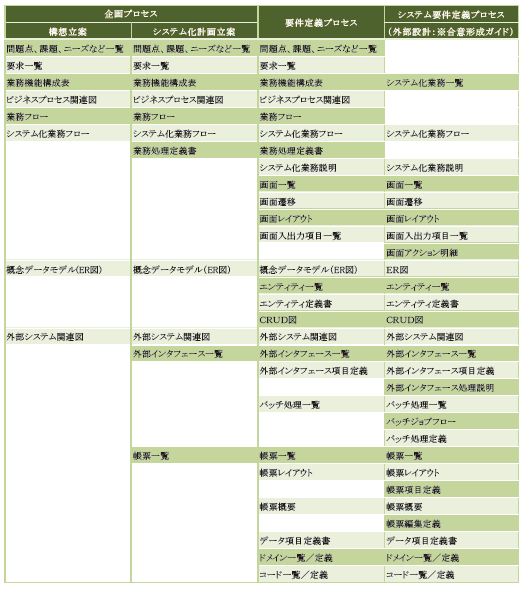 企画プロセス 要件定義プロセス システム要件定義プロセス
構想立案 システム化計画立案 （外部設計：※合意形成ガイド）
問題点、課題、ニーズなど一覧 問題点、課題、ニーズなど一覧 問題点、課題、ニーズなど一覧
要求一覧 要求一覧 要求一覧
業務機能構成表 業務機能構成表 業務機能構成表 システム化業務一覧
ビジネスプロセス関連図 ビジネスプロセス関連図 ビジネスプロセス関連図
業務フロー 業務フロー 業務フロー
システム化業務フロー システム化業務フロー システム化業務フロー システム化業務フロー
業務処理定義書 業務処理定義書
システム化業務説明 システム化業務説明
画面一覧 画面一覧
画面遷移 画面遷移
画面レイアウト 画面レイアウト
画面入出力項目一覧 画面入出力項目一覧
画面アクション明細
概念データモデル(ER図) 概念データモデル（ER図） 概念データモデル(ER図) ER図
エンティティ一覧 エンティティ一覧
エンティティ定義書 エンティティ定義書
CRUD図 CRUD図
外部システム関連図 外部システム関連図 外部システム関連図 外部システム関連図
外部インタフェース一覧 外部インタフェース一覧 外部インタフェース一覧
外部インタフェース項目定義 外部インタフェース項目定義
外部インタフェース処理説明
バッチ処理一覧 バッチ処理一覧
バッチジョブフロー
バッチ処理定義
帳票一覧 帳票一覧 帳票一覧
帳票レイアウト 帳票レイアウト
帳票項目定義
帳票概要 帳票概要
帳票編集定義
データ項目定義書 データ項目定義書
ドメイン一覧／定義 ドメイン一覧／定義
コード一覧／定義 コード一覧／定義